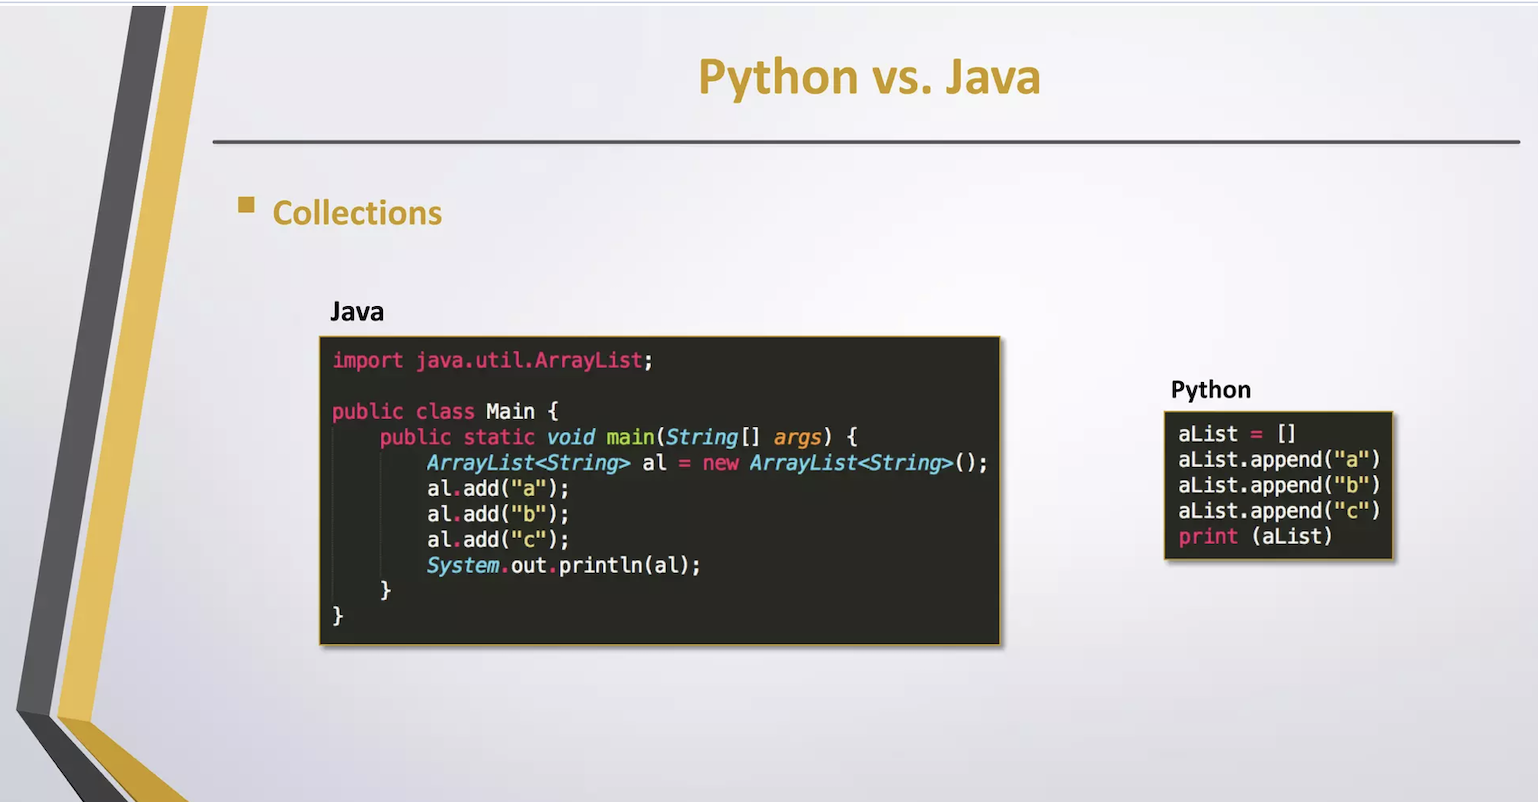 Python vs. Java
Collections
Java
import java.util.ArrayList;
public class Main {
public static void main(String[] args) {
ArrayList<String> al = new ArrayList<String>();
al.add("a");
al.add("b");
al.add("c");
System.out.println(al);
}
}
Python
aList = []
aList.append("a")
aList.append("b")
aList.append("c")
print (aList)